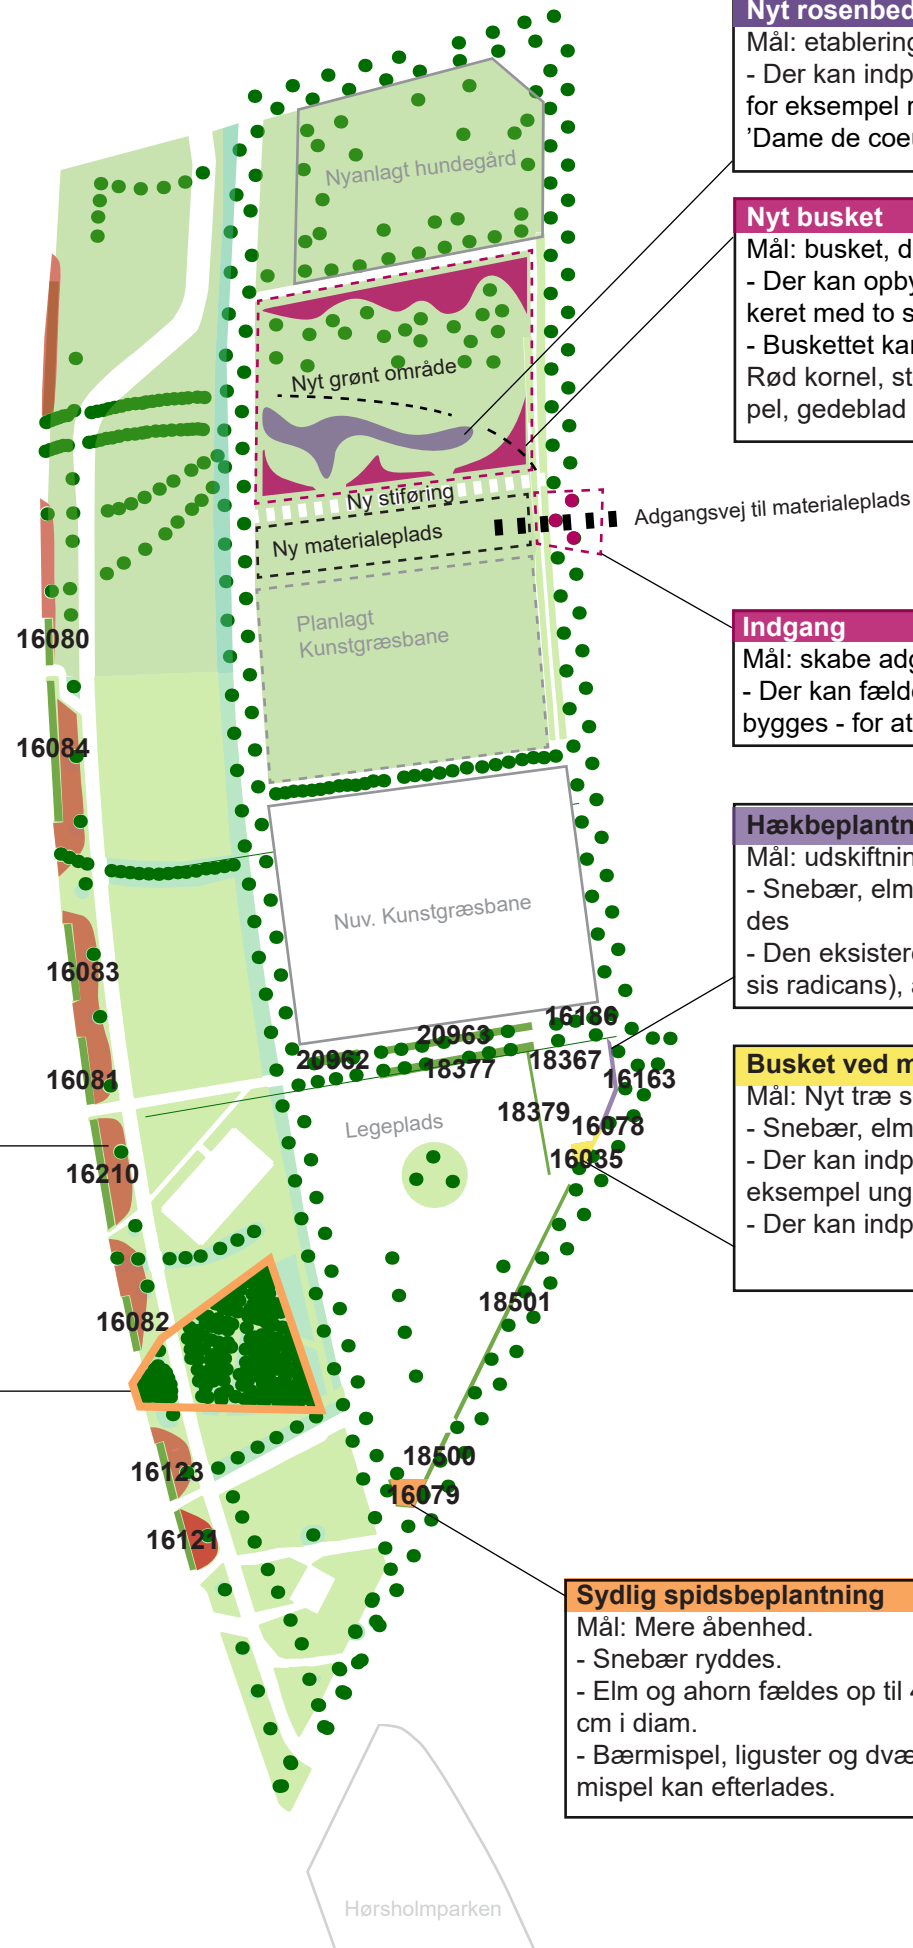 Nyt rosenbed
Mål: etablering
- Der kan indp
for eksempel r
'Dame de coeu
Nyt busket
Mål: busket, d
- Der kan opby
keret med to s
- Buskettet kan
Rød kornel, st
pel, gedeblad
Nyanlagt hundegård
Nyt grønt område
Ny stiføring
Ny materialeplads
Adgangsvej til materialeplads
Planlagt
Kunstgræsbane
Indgang
Mål: skabe adg
- Der kan fælde
bygges - for at
16080
16084
Hækbeplantn
Mål: udskiftnin
- Snebær, elm
des
- Den eksistere
sis radicans), a
Nuv. Kunstgræsbane
16083
16081
20962
20963
18377
16186
18367
16163
18379
16078
16035
Legeplads
Busket ved m
Mål: Nyt træ s
- Snebær, elm
- Der kan indp
eksempel ung
- Der kan indp
16210
16082
18501
16123
16121
18500
16079
Sydlig spidsbeplantning
Mål: Mere åbenhed.
- Snebær ryddes.
- Elm og ahorn fældes op til 4
cm i diam.
- Bærmispel, liguster og dvæ
mispel kan efterlades.
Hørsholmparken